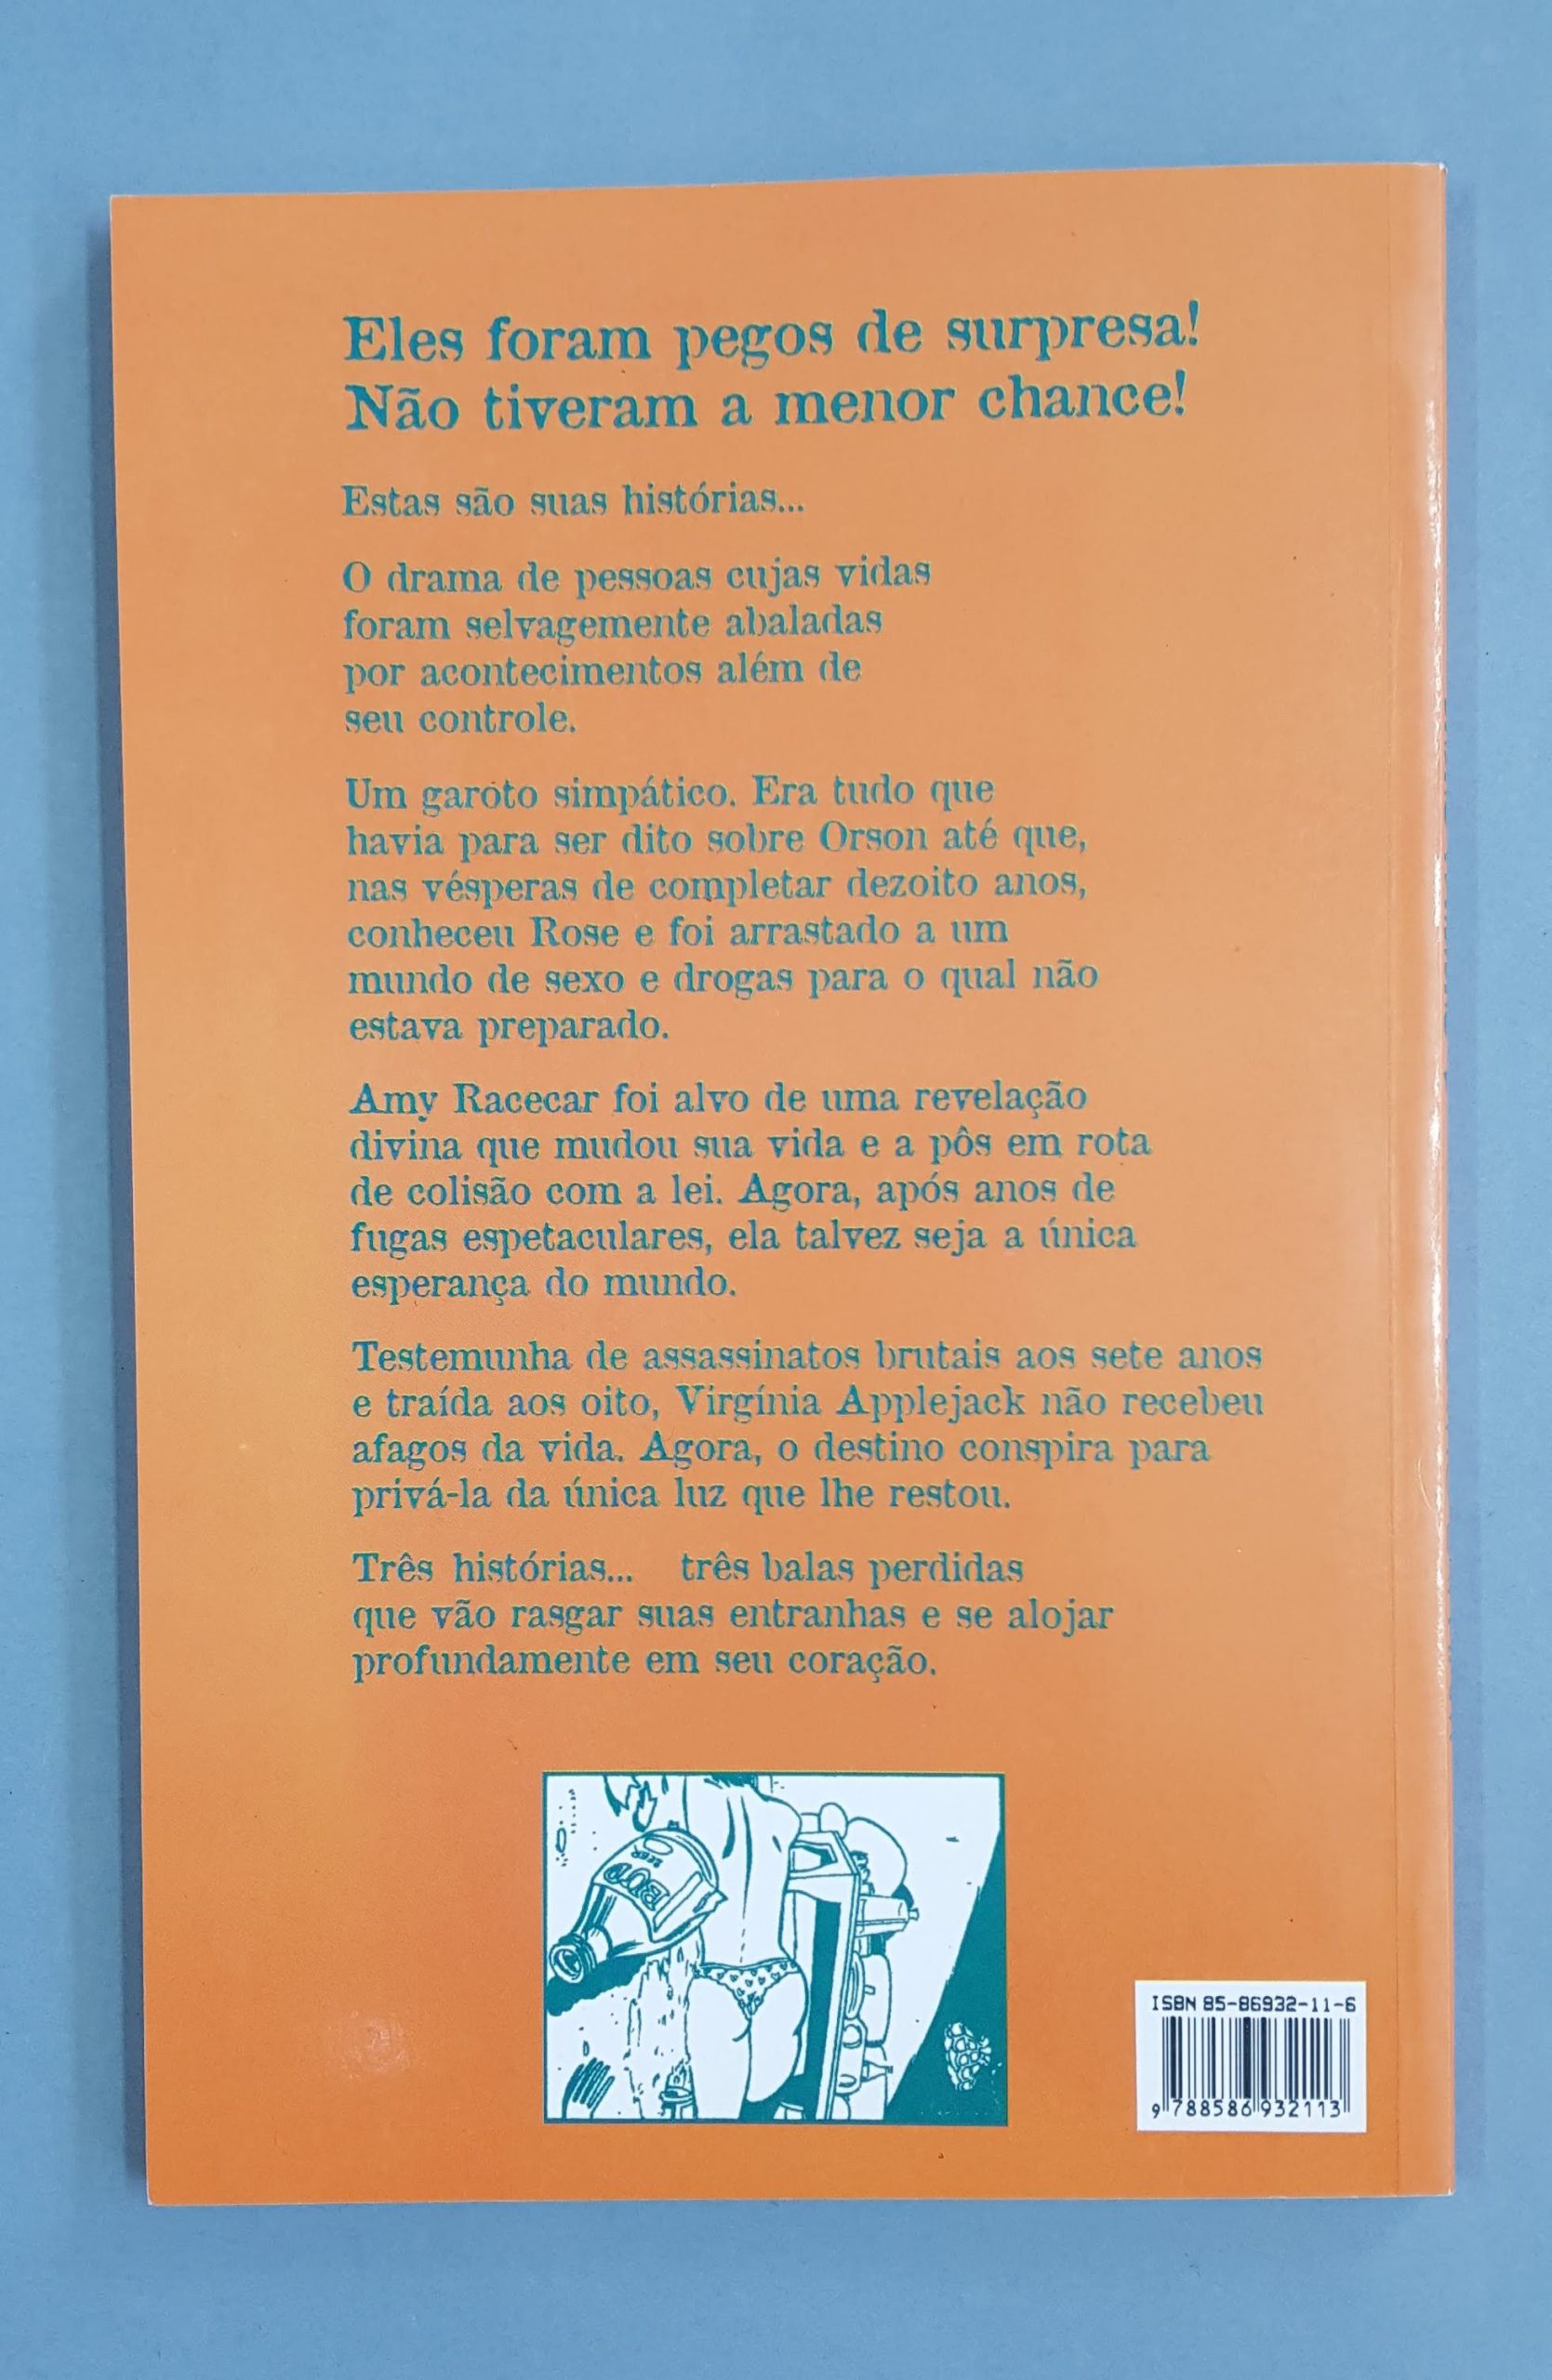 Eles foram pegos de surpresa!
Não tiveram a menor chance!
Estas são suas histórias...
O drama de pessoas cujas vidas
foram selvagemente abaladas
por acontecimentos além de
seu controle.
Um garoto simpático. Era tudo que
havia para ser dito sobre Orson até que,
nas vésperas de completar dezoito anos,
conheceu Rose e foi arrastado a um
mundo de sexo e drogas para o qual não
estava preparado.
Amy Racecar foi alvo de uma revelação
divina que mudou sua vida e a pôs em rota
de colisão com a lei. Agora, após anos de
fugas espetaculares, ela talvez seja a única
esperança do mundo.
Testemunha de assassinatos brutais aos sete anos
e traída aos oito, Virgínia Applejack não recebeu
afagos da vida. Agora, o destino conspira para
privá-la da única luz que lhe restou.
Três histórias... três balas perdidas
que vão rasgar suas entranhas e se alojar
profundamente em seu coração.
BUD
BEER
ISBN 85-86932-11-6
9 788586 932113